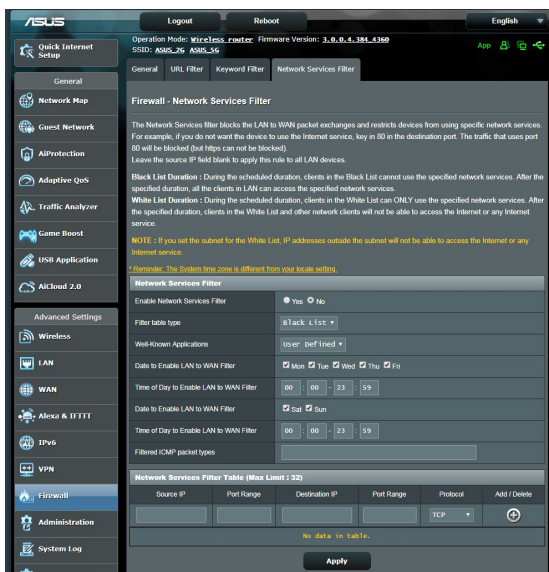 ASUS
Logout
Reboot
English
Operation Mode: Wireless router Firmware Version: 3.0.0.4.384_4360
SSID: ASUS_2G ASUS_5G
App
Quick Internet
Setup
General
Network Map
Guest Network
AiProtection
Adaptive QoS
Traffic Analyzer
Game Boost
USB Application
AiCloud 2.0
Advanced Settings
Wireless
LAN
WAN
Alexa & IFTTT
IPv6
VPN
Firewall
Administration
System Log
General
URL Filter
Keyword Filter
Network Services Filter
Firewall - Network Services Filter
The Network Services filter blocks the LAN to WAN packet exchanges and restricts devices from using specific network services.
For example, if you do not want the device to use the Internet service, key in 80 in the destination port. The traffic that uses port
80 will be blocked (but https can not be blocked).
Leave the source IP field blank to apply this rule to all LAN devices.
Black List Duration : During the scheduled duration, clients in the Black List cannot use the specified network services. After the
specified duration, all the clients in LAN can access the specified network services.
White List Duration : During the scheduled duration, clients in the White List can ONLY use the specified network services. After
the specified duration, clients in the White List and other network clients will not be able to access the Internet or any Internet
service.
NOTE : If you set the subnet for the White List, IP addresses outside the subnet will not be able to access the Internet or any
Internet service.
* Reminder: The System time zone is different from your locale setting.
Network Services Filter
Enable Network Services Filter
Yes No
Filter table type
Black List
Well-Known Applications
User Defined
Date to Enable LAN to WAN Filter
Mon Tue Wed Thu Fri
Time of Day to Enable LAN to WAN Filter
00 : 00 - 23 : 59
Date to Enable LAN to WAN Filter
Sat Sun
Time of Day to Enable LAN to WAN Filter
00 : 00 - 23 : 59
Filtered ICMP packet types
Network Services Filter Table (Max Limit : 32)
Source IP Port Range Destination IP Port Range Protocol Add / Delete
TCP
No data in table.
Apply